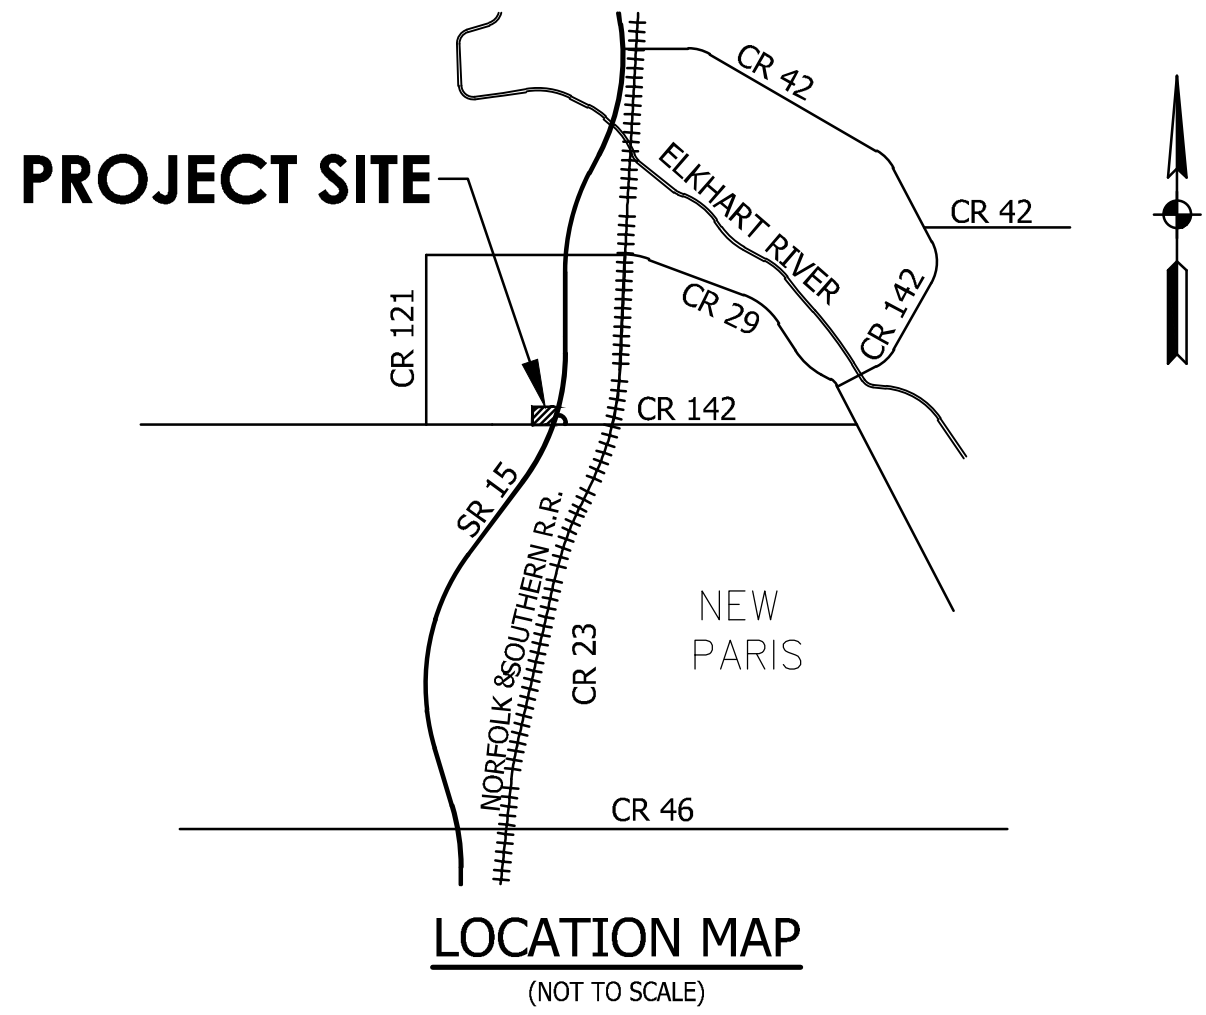 CR 42
PROJECT SITE
ELKHART RIVER
CR 42
CR 121
CR 29
CR 142
CR 142
SR 15
NORFOLK & SOUTHERN R.R.
CR 23
NEW
PARIS
CR 46
LOCATION MAP
(NOT TO SCALE)